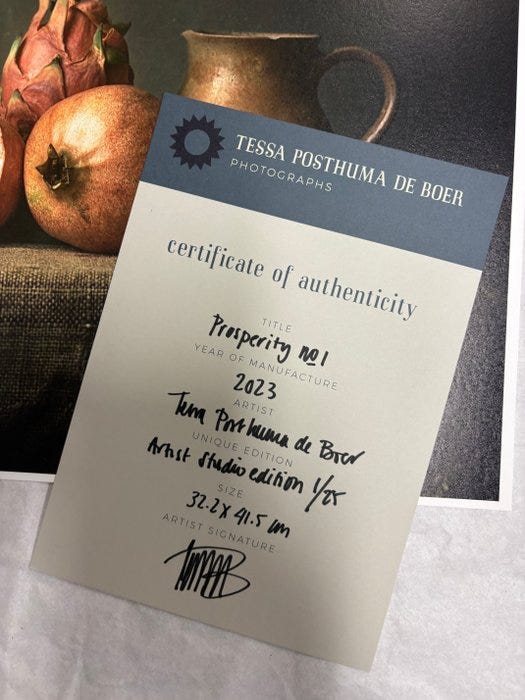 TESSA POSTHUMA DE BOER
PHOTOGRAPHS
certificate of authenticity
TITLE
Prosperity no1
YEAR OF MANUFACTURE
2023
ARTIST
Tessa Posthuma de Boer
UNIQUE EDITION
Artist Studio edition 1/25
SIZE
32.2 x 41.5 cm
ARTIST SIGNATURE